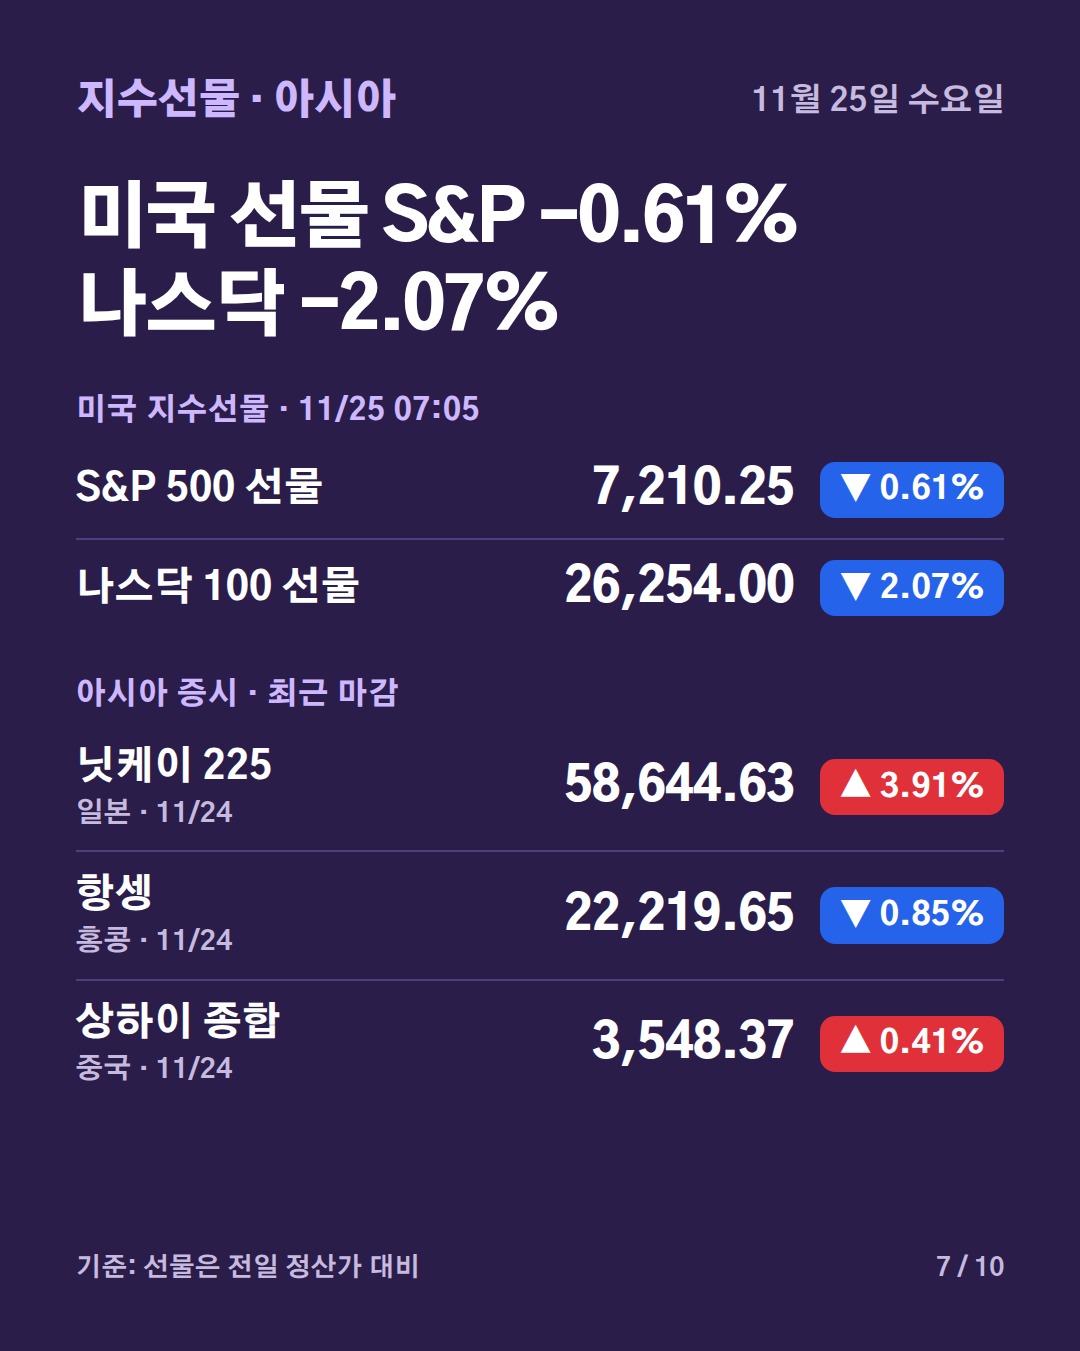 지수선물 · 아시아
11월 25일 수요일
미국 선물 S&P −0.61%
나스닥 −2.07%
미국 지수선물 · 11/25 07:05
S&P 500 선물 7,210.25 ▼ 0.61%
나스닥 100 선물 26,254.00 ▼ 2.07%
아시아 증시 · 최근 마감
닛케이 225 58,644.63 ▲ 3.91%
일본 · 11/24
항셍 22,219.65 ▼ 0.85%
홍콩 · 11/24
상하이 종합 3,548.37 ▲ 0.41%
중국 · 11/24
기준: 선물은 전일 정산가 대비
7 / 10